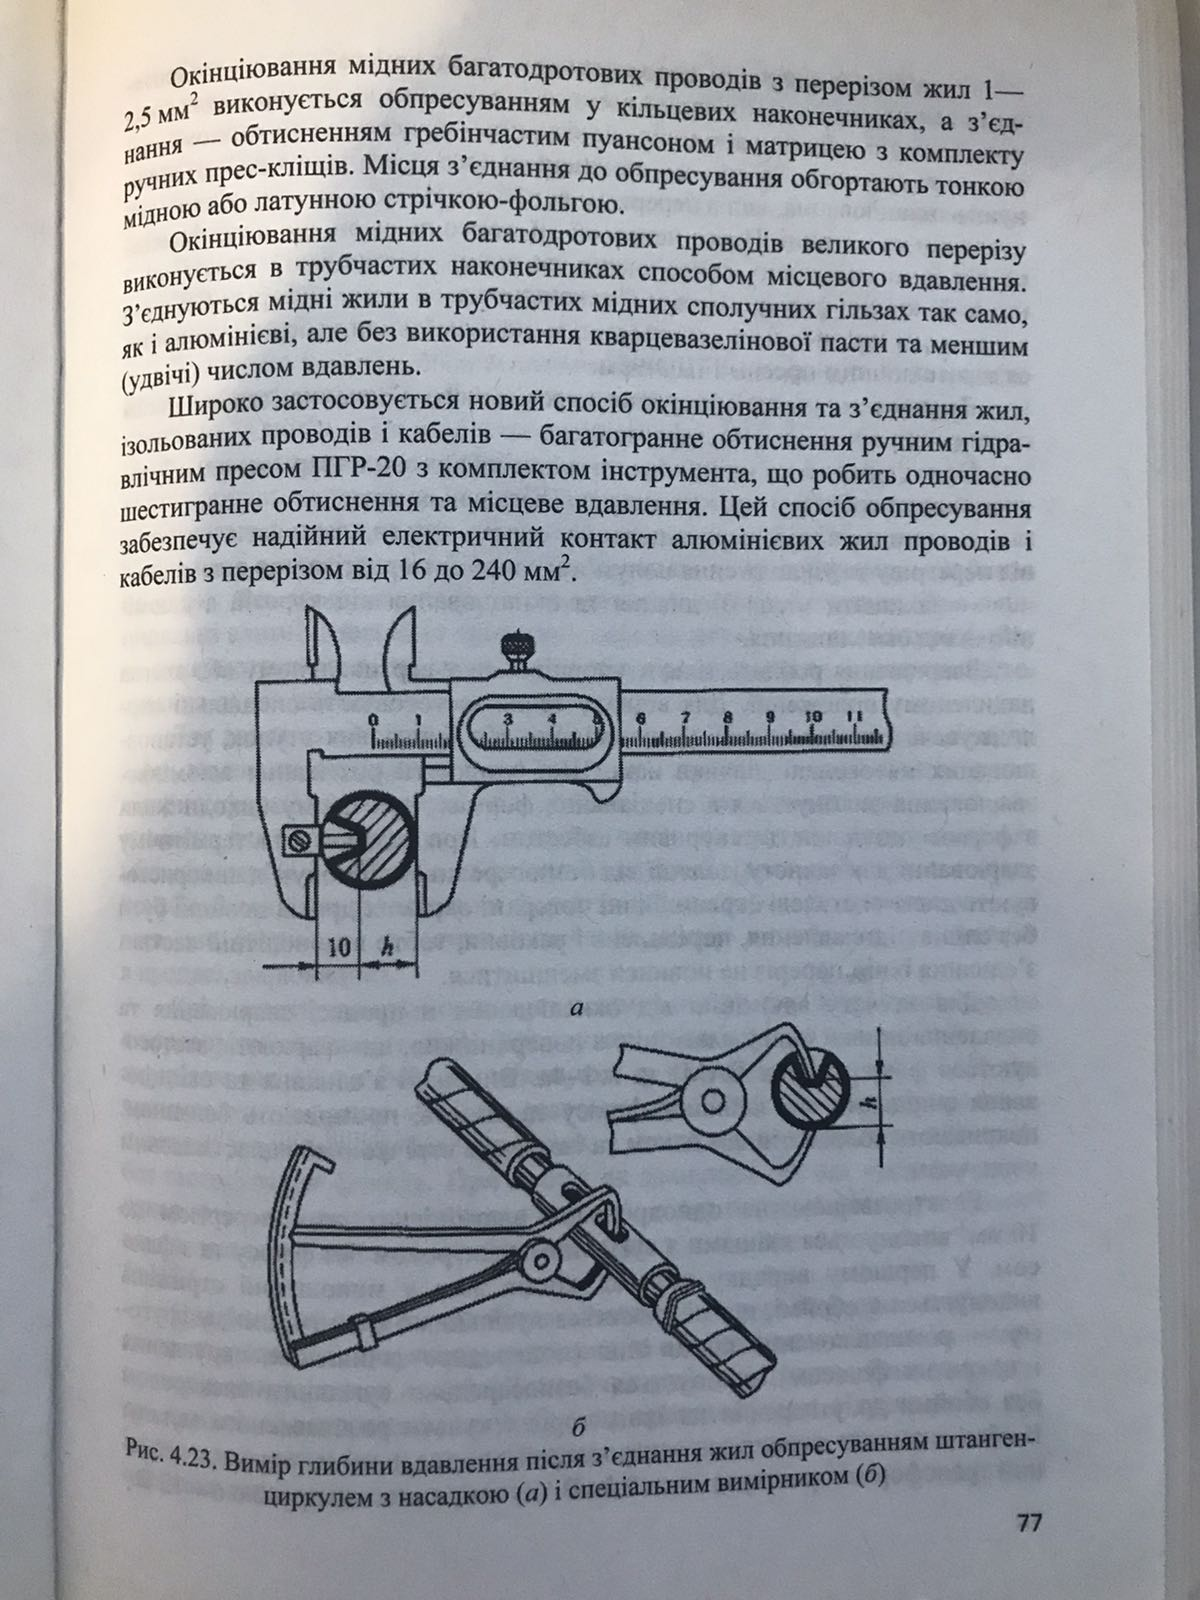 Окінціювання мідних багатодротових проводів з перерізом жил 1—
2,5 мм² виконується обпресуванням у кільцевих наконечниках, а з’єд-
нання — обтисненням гребінчастим пуансоном і матрицею з комплекту
ручних прес-кліщів. Місця з’єднання до обпресування обгортають тонкою
мідною або латунною стрічкою-фольгою.
Окінціювання мідних багатодротових проводів великого перерізу
виконується в трубчастих наконечниках способом місцевого вдавлення.
З’єднуються мідні жили в трубчастих мідних сполучних гільзах так само,
як і алюмінієві, але без використання кварцевазелінової пасти та меншим
(удвічі) числом вдавлень.
Широко застосовується новий спосіб окінціювання та з’єднання жил,
ізольованих проводів і кабелів — багатогранне обтиснення ручним гідра-
влічним пресом ПГР-20 з комплектом інструмента, що робить одночасно
шестигранне обтиснення та місцеве вдавлення. Цей спосіб обпресування
забезпечує надійний електричний контакт алюмінієвих жил проводів і
кабелів з перерізом від 16 до 240 мм².
0 1 3 4 5 6 7 8 9 10 11
10 h
а
h
б
Рис. 4.23. Вимір глибини вдавлення після з’єднання жил обпресуванням штанген-
циркулем з насадкою (а) і спеціальним вимірником (б)
77